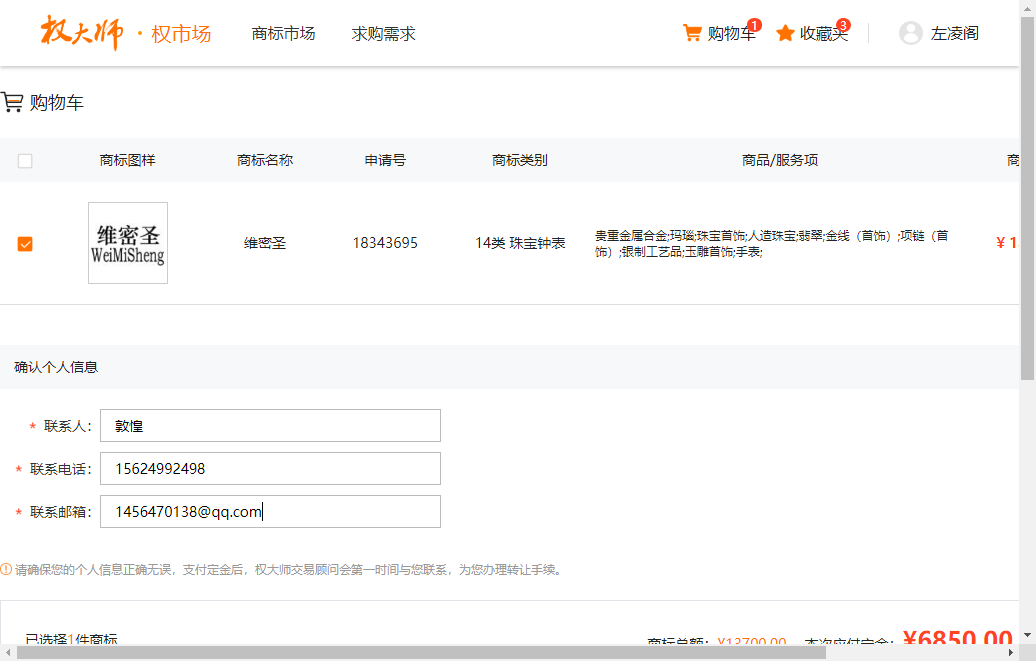 权大师 · 权市场 商标市场 求购需求 购物车 1 收藏夹 3 左凌阁
购物车
商标图样 商标名称 申请号 商标类别 商品/服务项 商
维密圣
WeiMiSheng
维密圣 18343695 14类 珠宝钟表
贵重金属合金;玛瑙;珠宝首饰;人造珠宝;翡翠;金线（首饰）;项链（首
饰）;银制工艺品;玉雕首饰;手表;
¥ 1
确认个人信息
* 联系人: 敦煌
* 联系电话: 15624992498
* 联系邮箱: 1456470138@qq.com
请确保您的个人信息正确无误，支付定金后，权大师交易顾问会第一时间与您联系，为您办理转让手续。
已选择1件商标 商标总额: ¥13700.00 本次应付定金: ¥6850.00